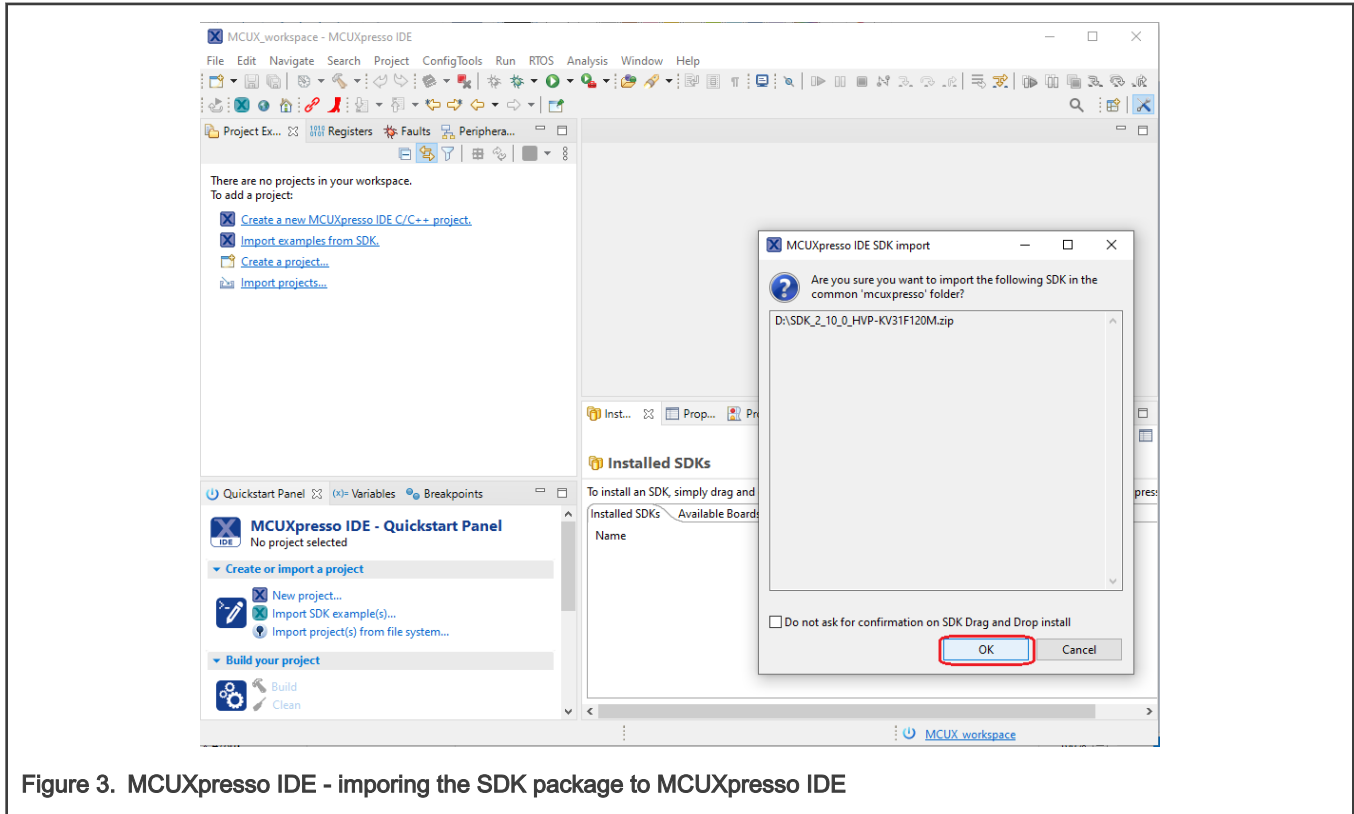 MCUX_workspace - MCUXpresso IDE
File Edit Navigate Search Project ConfigTools Run RTOS Analysis Window Help
Project Ex... Registers Faults Periphera...
There are no projects in your workspace.
To add a project:
Create a new MCUXpresso IDE C/C++ project.
Import examples from SDK.
Create a project...
Import projects...
MCUXpresso IDE SDK import
Are you sure you want to import the following SDK in the
common 'mcuxpresso' folder?
D:\SDK_2_10_0_HVP-KV31F120M.zip
Do not ask for confirmation on SDK Drag and Drop install
OK Cancel
Inst... Prop... Pr
Installed SDKs
To install an SDK, simply drag and
Installed SDKs Available Boards
Name
Quickstart Panel (x)= Variables Breakpoints
IDE
MCUXpresso IDE - Quickstart Panel
No project selected
Create or import a project
New project...
Import SDK example(s)...
Import project(s) from file system...
Build your project
Build
Clean
MCUX_workspace
Figure 3. MCUXpresso IDE - imporing the SDK package to MCUXpresso IDE